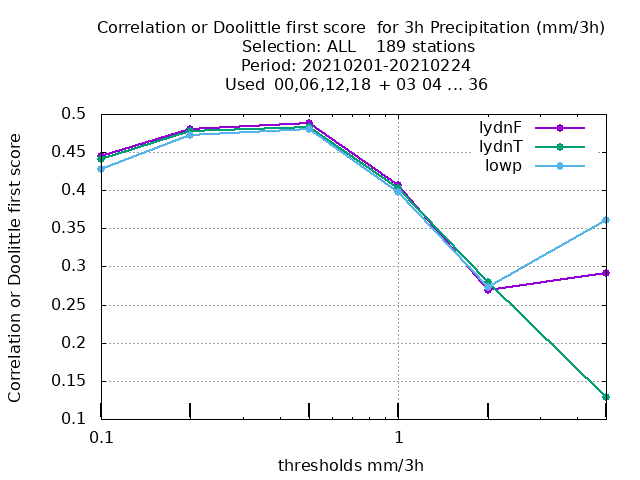 Correlation or Doolittle first score  for 3h Precipitation (mm/3h)
Selection: ALL    189 stations
Period: 20210201-20210224
Used  00,06,12,18  + 03 04 ... 36
Correlation or Doolittle first score
0.5
0.45
0.4
0.35
0.3
0.25
0.2
0.15
0.1
lydnF
lydnT
lowp
0.1
1
thresholds mm/3h